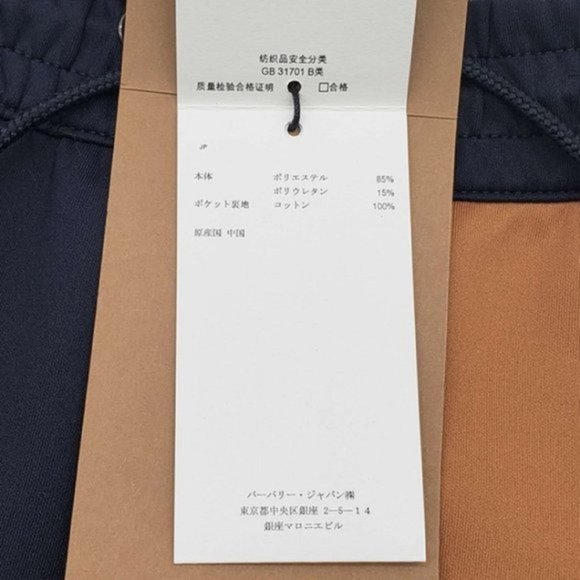 纺织品安全分类
GB 31701 B类
质量检验合格证明 □合格
JP
本体 ポリエステル 85%
ポリウレタン 15%
ポケット裏地 コットン 100%
原産国 中国
バーバリー・ジャパン㈱
東京都中央区銀座 2−5−14
銀座マロニエビル